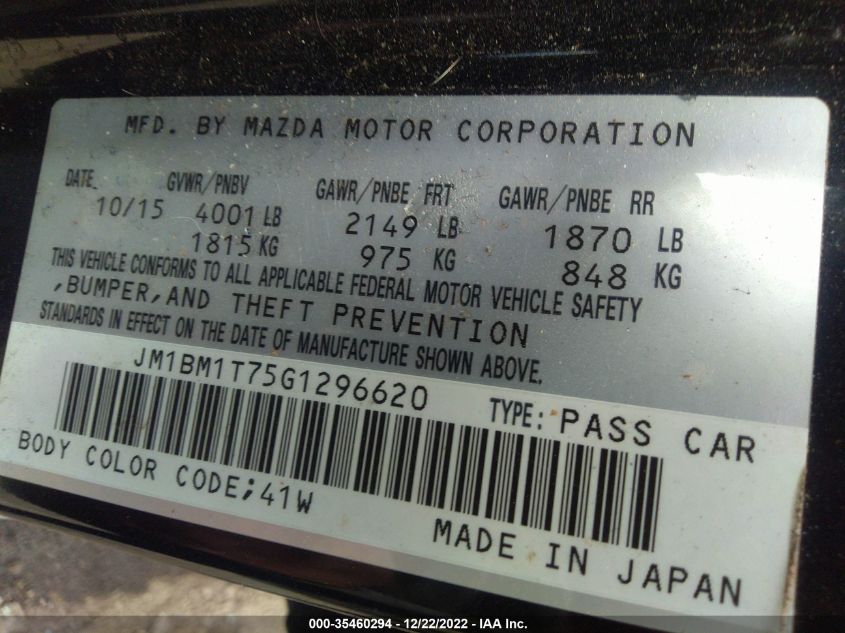 MFD. BY MAZDA MOTOR CORPORATION
DATE GVWR/PNBV GAWR/PNBE FRT GAWR/PNBE RR
10/15 4001 LB 2149 LB 1870 LB
1815 KG 975 KG 848 KG
THIS VEHICLE CONFORMS TO ALL APPLICABLE FEDERAL MOTOR VEHICLE SAFETY
,BUMPER,AND THEFT PREVENTION
STANDARDS IN EFFECT ON THE DATE OF MANUFACTURE SHOWN ABOVE.
JM1BM1T75G1296620 TYPE: PASS CAR
BODY COLOR CODE;41W
MADE IN JAPAN
000-35460294 - 12/22/2022 - IAA Inc.